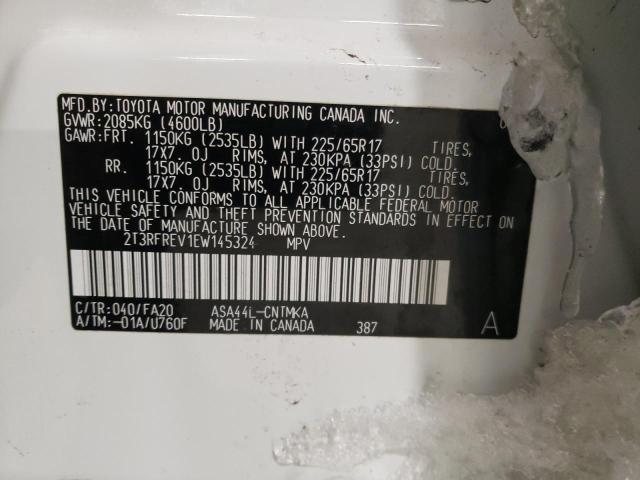 MFD.BY:TOYOTA MOTOR MANUFACTURING CANADA INC.
GVWR:2085KG (4600LB)
GAWR:FRT. 1150KG (2535LB) WITH 225/65R17 TIRES,
17X7. 0J RIMS, AT 230KPA (33PSI) COLD.
RR. 1150KG (2535LB) WITH 225/65R17 TIRES,
17X7. 0J RIMS, AT 230KPA (33PSI) COLD.
THIS VEHICLE CONFORMS TO ALL APPLICABLE FEDERAL MOTOR
VEHICLE SAFETY AND THEFT PREVENTION STANDARDS IN EFFECT ON
THE DATE OF MANUFACTURE SHOWN ABOVE.
2T3RFREV1EW145324 MPV
C/TR:040/FA20 ASA44L-CNTMKA
A/TM:-01A/U760F MADE IN CANADA 387 A